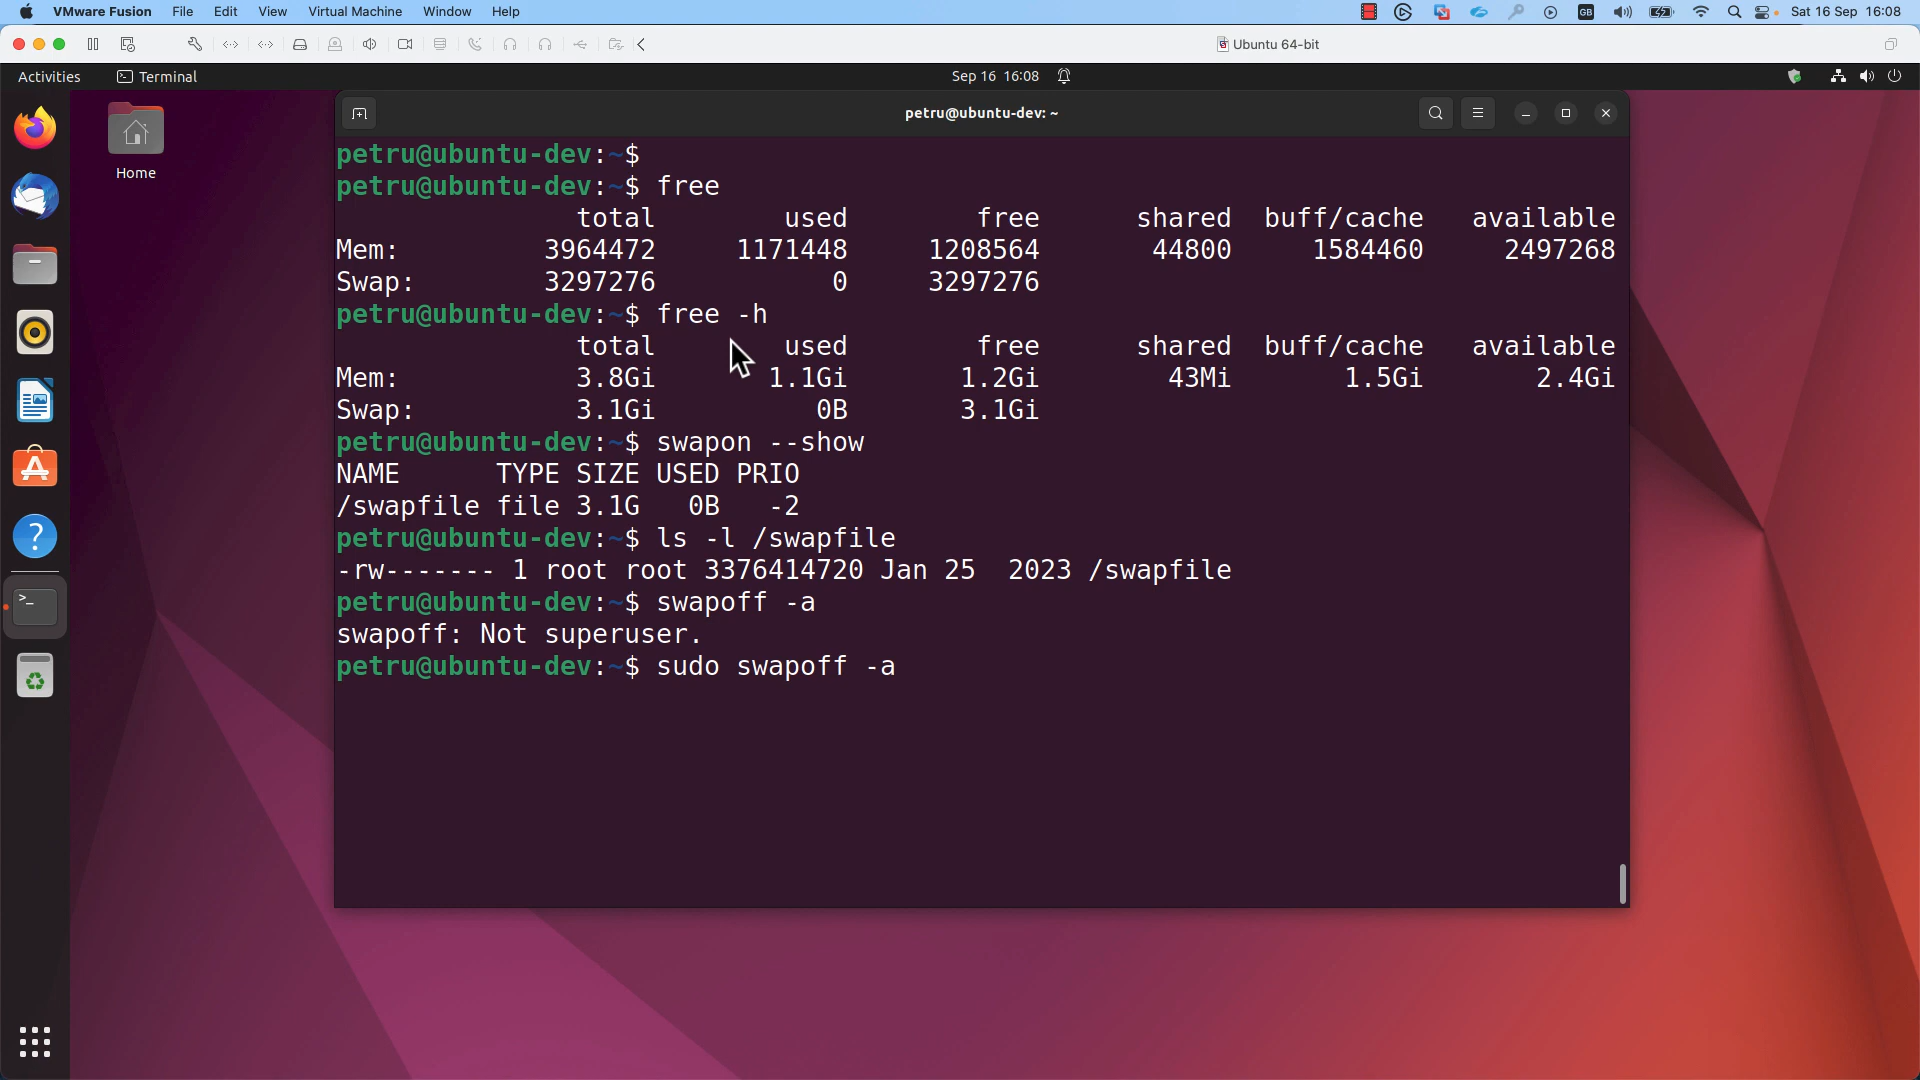 VMware Fusion File Edit View Virtual Machine Window Help GB Sat 16 Sep 16:08
Ubuntu 64-bit
Activities Terminal Sep 16 16:08
petru@ubuntu-dev: ~
Home
petru@ubuntu-dev:~$
petru@ubuntu-dev:~$ free
total used free shared buff/cache available
Mem: 3964472 1171448 1208564 44800 1584460 2497268
Swap: 3297276 0 3297276
petru@ubuntu-dev:~$ free -h
total used free shared buff/cache available
Mem: 3.8Gi 1.1Gi 1.2Gi 43Mi 1.5Gi 2.4Gi
Swap: 3.1Gi 0B 3.1Gi
petru@ubuntu-dev:~$ swapon --show
NAME TYPE SIZE USED PRIO
/swapfile file 3.1G 0B -2
petru@ubuntu-dev:~$ ls -l /swapfile
-rw------- 1 root root 3376414720 Jan 25 2023 /swapfile
petru@ubuntu-dev:~$ swapoff -a
swapoff: Not superuser.
petru@ubuntu-dev:~$ sudo swapoff -a